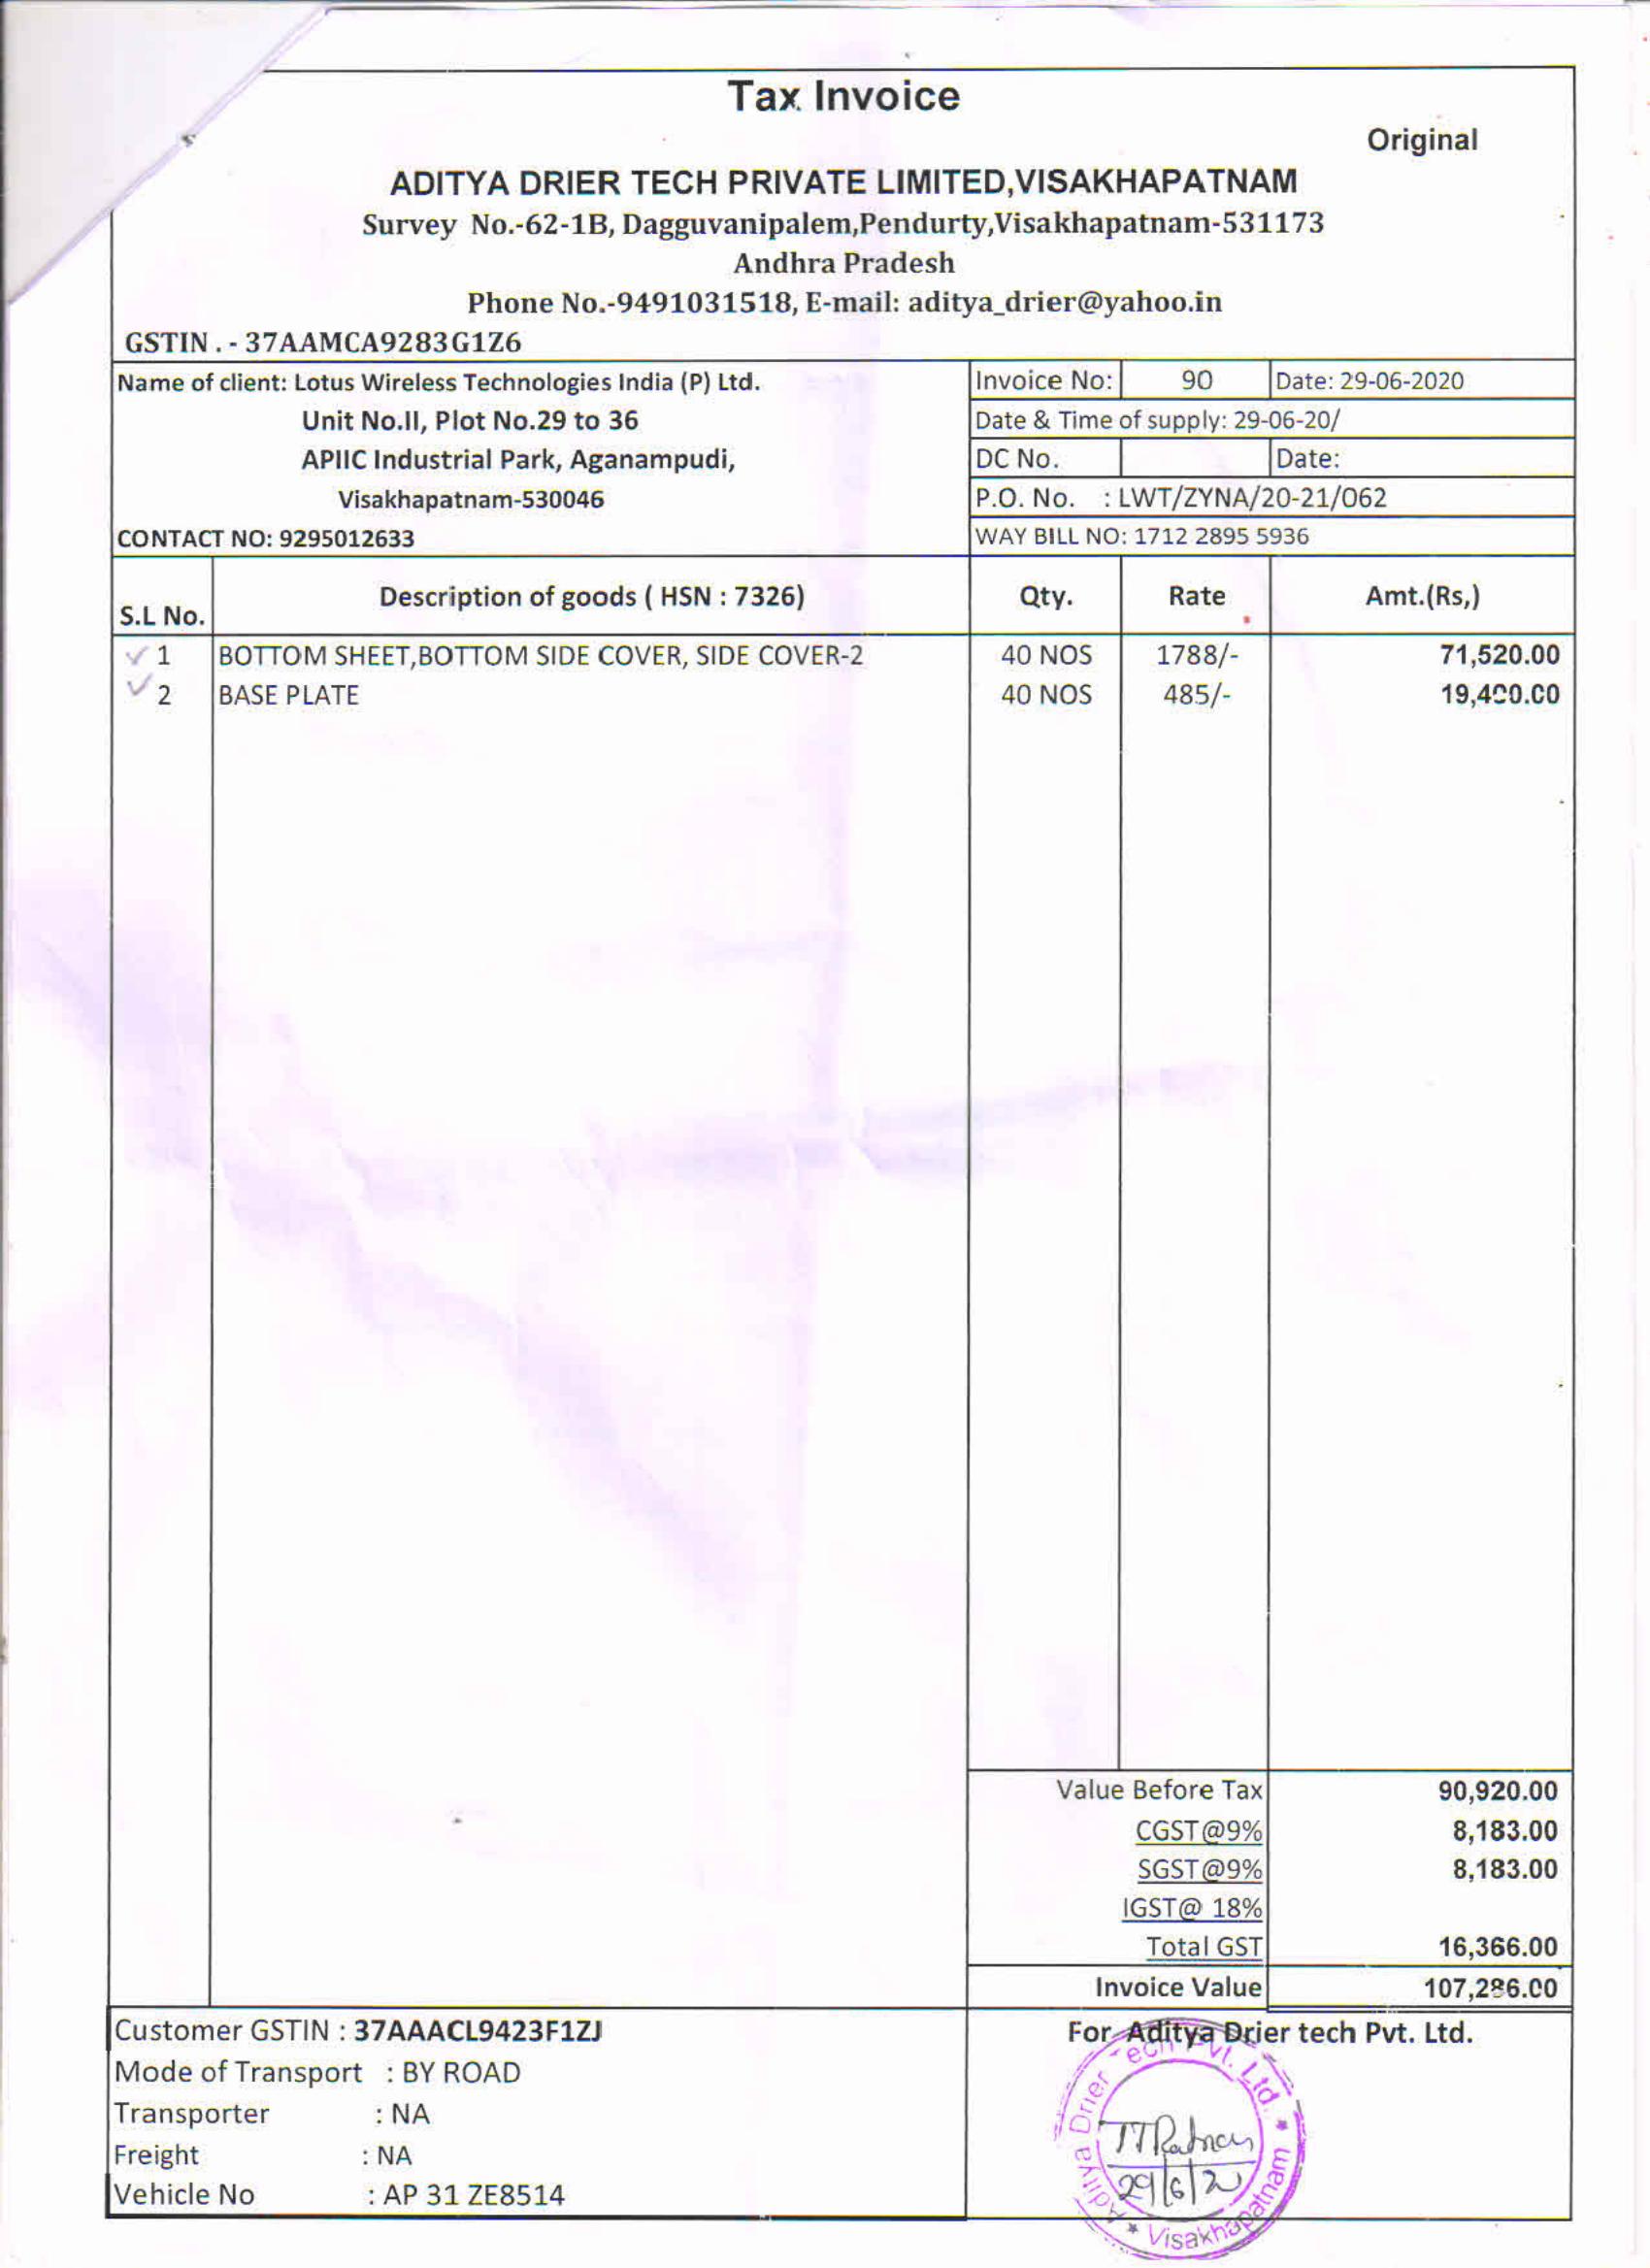 Tax Invoice
Original
ADITYA DRIER TECH PRIVATE LIMITED,VISAKHAPATNAM
Survey No.-62-1B, Dagguvanipalem,Pendurty,Visakhapatnam-531173
Andhra Pradesh
Phone No.-9491031518, E-mail: aditya_drier@yahoo.in
GSTIN . - 37AAMCA9283G1Z6
Name of client: Lotus Wireless Technologies India (P) Ltd.
Unit No.II, Plot No.29 to 36
APIIC Industrial Park, Aganampudi,
Visakhapatnam-530046
CONTACT NO: 9295012633
Invoice No: 90 Date: 29-06-2020
Date & Time of supply: 29-06-20/
DC No. Date:
P.O. No. : LWT/ZYNA/20-21/062
WAY BILL NO: 1712 2895 5936
S.L No. Description of goods ( HSN : 7326) Qty. Rate Amt.(Rs,)
1 BOTTOM SHEET,BOTTOM SIDE COVER, SIDE COVER-2 40 NOS 1788/- 71,520.00
2 BASE PLATE 40 NOS 485/- 19,400.00
Value Before Tax 90,920.00
CGST@9% 8,183.00
SGST@9% 8,183.00
IGST@ 18%
Total GST 16,366.00
Invoice Value 107,286.00
Customer GSTIN : 37AAACL9423F1ZJ
Mode of Transport : BY ROAD
Transporter : NA
Freight : NA
Vehicle No : AP 31 ZE8514
For Aditya Drier tech Pvt. Ltd.
Aditya Drier Tech Pvt. Ltd. * Visakhapatnam *
29/6/2